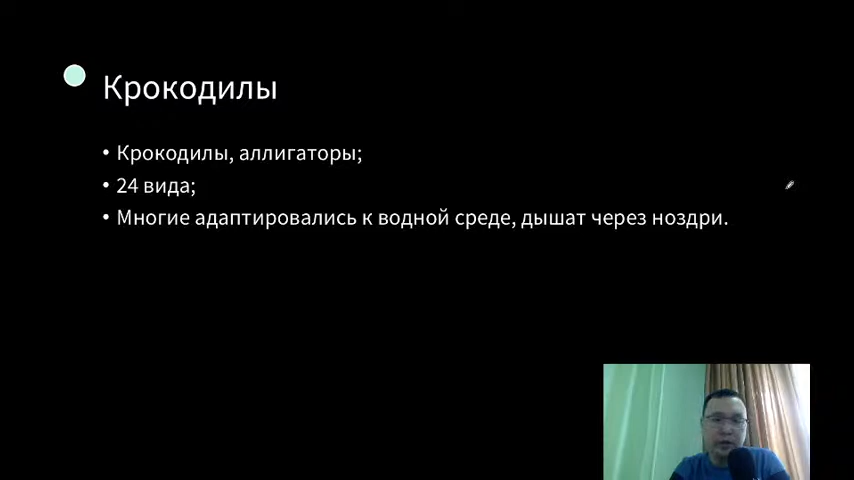 Крокодилы
• Крокодилы, аллигаторы;
• 24 вида;
• Многие адаптировались к водной среде, дышат через ноздри.